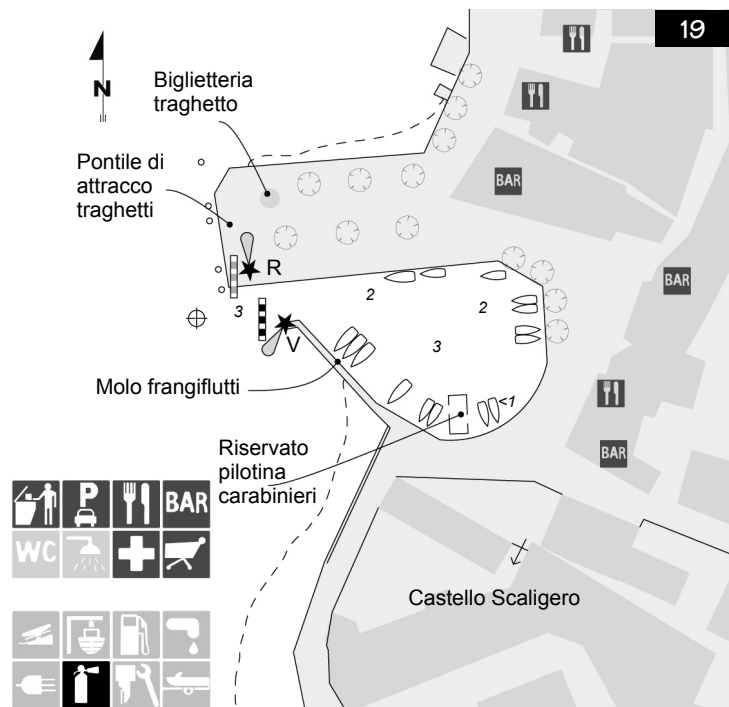 19
N
Biglietteria
traghetto
Pontile di
attracco
traghetti
BAR
R
2
2
BAR
3
3
V
Molo frangiflutti
<1
Riservato
pilotina
carabinieri
BAR
P
BAR
WC
Castello Scaligero